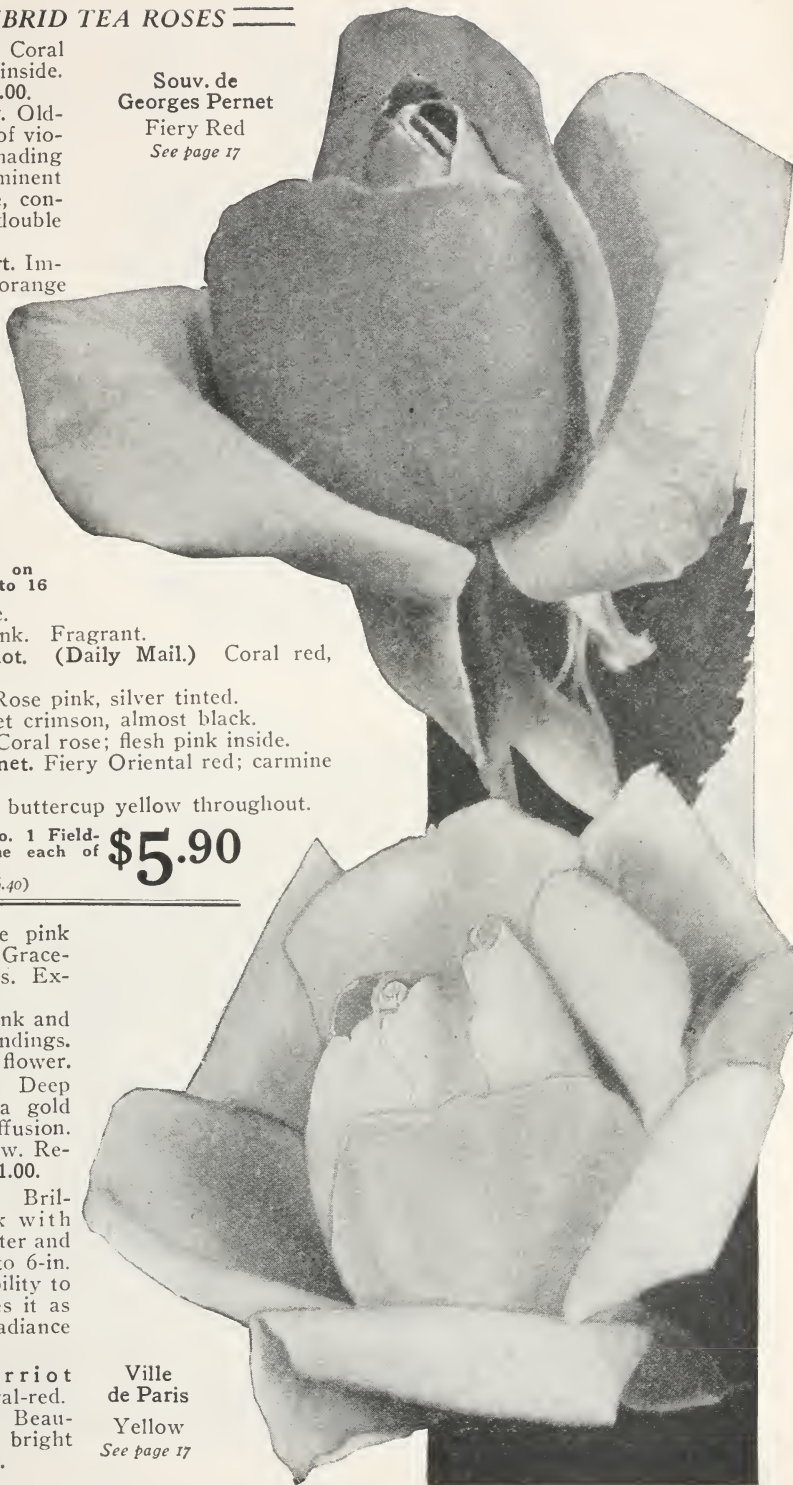 BRID TEA ROSES
Coral
inside.
.00.
. Old-
of vio-
hading
minent
e, con-
double
rt. Im-
orange
Souv. de
Georges Pernet
Fiery Red
See page 17
on
to 16
e.
nk. Fragrant.
ot. (Daily Mail.) Coral red,
Rose pink, silver tinted.
et crimson, almost black.
Coral rose; flesh pink inside.
net. Fiery Oriental red; carmine
buttercup yellow throughout.
o. 1 Field-
ne each of
$5.90
.40)
e pink
Grace-
s. Ex-
nk and
ndings.
flower.
Deep
a gold
ffusion.
w. Re-
1.00.
Bril-
k with
ter and
to 6-in.
bility to
es it as
adiance
rriot
ral-red.
Beau-
bright
.
Ville
de Paris
Yellow
See page 17